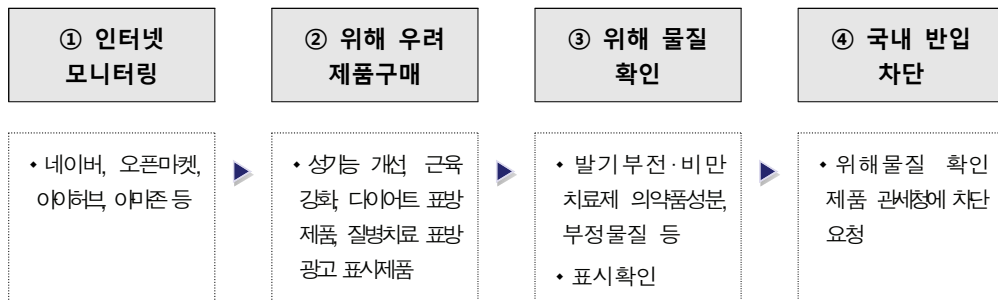 ① 인터넷
모니터링
② 위해 우려
제품구매
③ 위해 물질
확인
④ 국내 반입
차단
• 네이버, 오픈마켓,
아이허브, 아마존 등
• 성기능 개선, 근육
강화, 다이어트 표방
제품, 질병치료 표방
광고 표시제품
• 발기부전·비만
치료제 의약품성분,
부정물질 등
• 표시확인
• 위해물질 확인
제품 관세청에 차단
요청